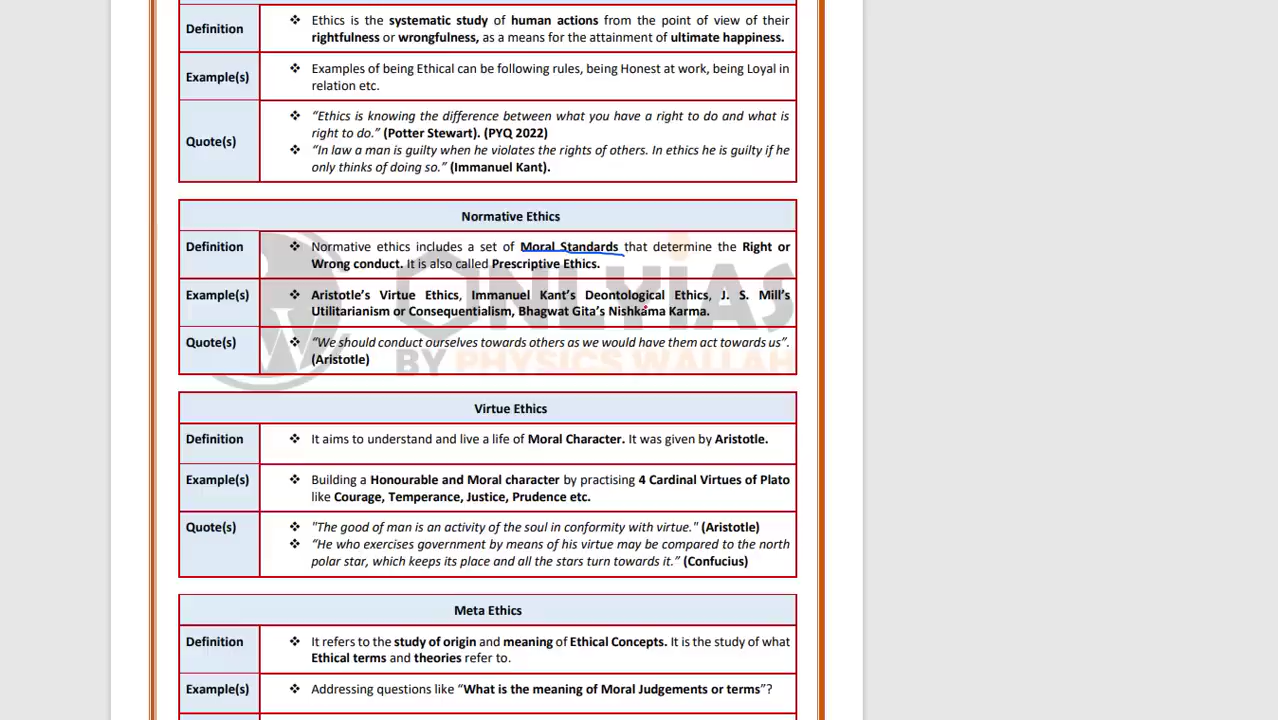 Definition
❖ Ethics is the systematic study of human actions from the point of view of their
rightfulness or wrongfulness, as a means for the attainment of ultimate happiness.
Example(s)
❖ Examples of being Ethical can be following rules, being Honest at work, being Loyal in
relation etc.
Quote(s)
❖ “Ethics is knowing the difference between what you have a right to do and what is
right to do.” (Potter Stewart). (PYQ 2022)
❖ “In law a man is guilty when he violates the rights of others. In ethics he is guilty if he
only thinks of doing so.” (Immanuel Kant).
Normative Ethics
Definition
❖ Normative ethics includes a set of Moral Standards that determine the Right or
Wrong conduct. It is also called Prescriptive Ethics.
Example(s)
❖ Aristotle’s Virtue Ethics, Immanuel Kant’s Deontological Ethics, J. S. Mill’s
Utilitarianism or Consequentialism, Bhagwat Gita’s Nishkama Karma.
Quote(s)
❖ “We should conduct ourselves towards others as we would have them act towards us”.
(Aristotle)
ONLYIAS
BY PHYSICS WALLAH
Virtue Ethics
Definition
❖ It aims to understand and live a life of Moral Character. It was given by Aristotle.
Example(s)
❖ Building a Honourable and Moral character by practising 4 Cardinal Virtues of Plato
like Courage, Temperance, Justice, Prudence etc.
Quote(s)
❖ "The good of man is an activity of the soul in conformity with virtue." (Aristotle)
❖ “He who exercises government by means of his virtue may be compared to the north
polar star, which keeps its place and all the stars turn towards it.” (Confucius)
Meta Ethics
Definition
❖ It refers to the study of origin and meaning of Ethical Concepts. It is the study of what
Ethical terms and theories refer to.
Example(s)
❖ Addressing questions like “What is the meaning of Moral Judgements or terms”?